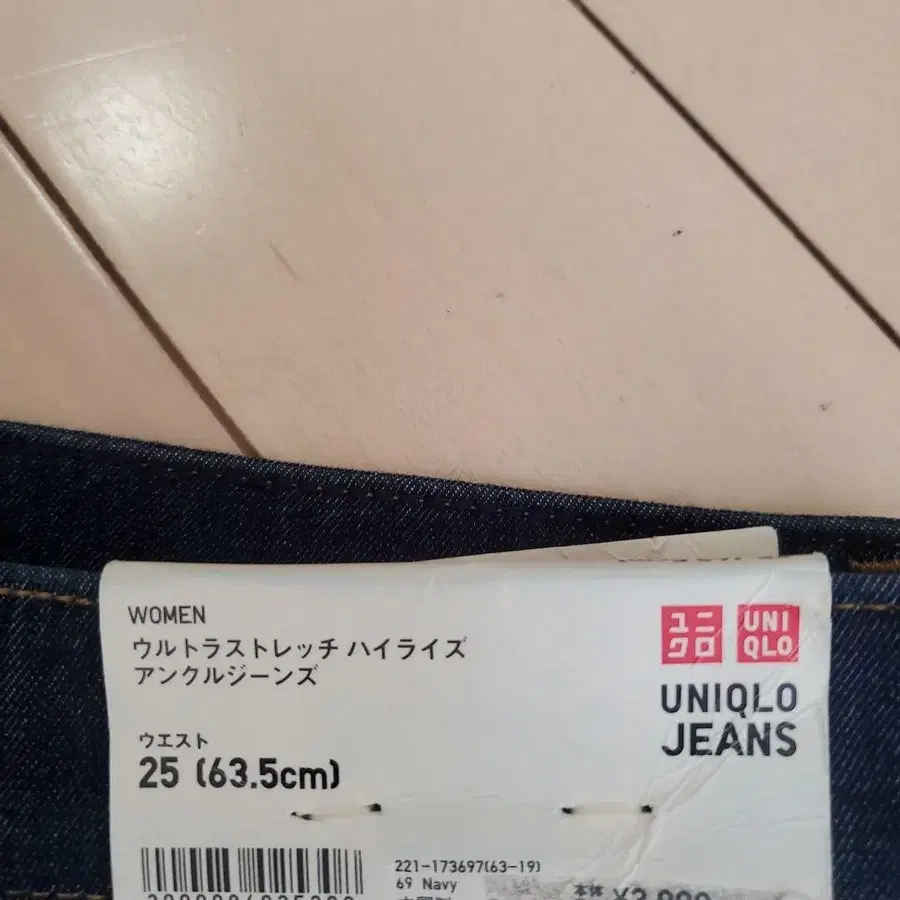 WOMEN
ウルトラストレッチ ハイライズ
アンクルジーンズ
ユニ
クロ
UNI
QLO
UNIQLO
JEANS
ウエスト
25 (63.5cm)
221-173697(63-19)
69 Navy
本体